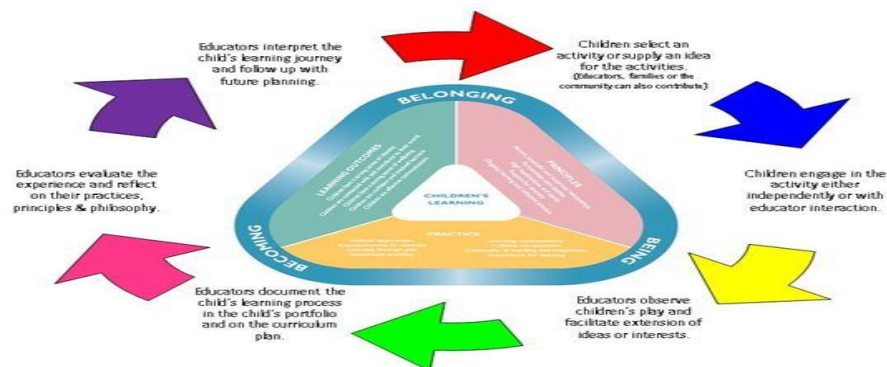 Educators interpret the
child's learning journey
and follow up with
future planning.
Children select an
activity or supply an idea
for the activities.
(Educators, families or the
community can also contribute)
Children engage in the
activity either
independently or with
educator interaction.
Educators observe
children's play and
facilitate extension of
ideas or interests.
Educators document the
child's learning process
in the child's portfolio
and on the curriculum
plan.
Educators evaluate the
experience and reflect
on their practices,
principles & philosophy.
BELONGING
BEING
BECOMING
LEARNING OUTCOMES
PRINCIPLES
CHILDREN'S
LEARNING
PRACTICE